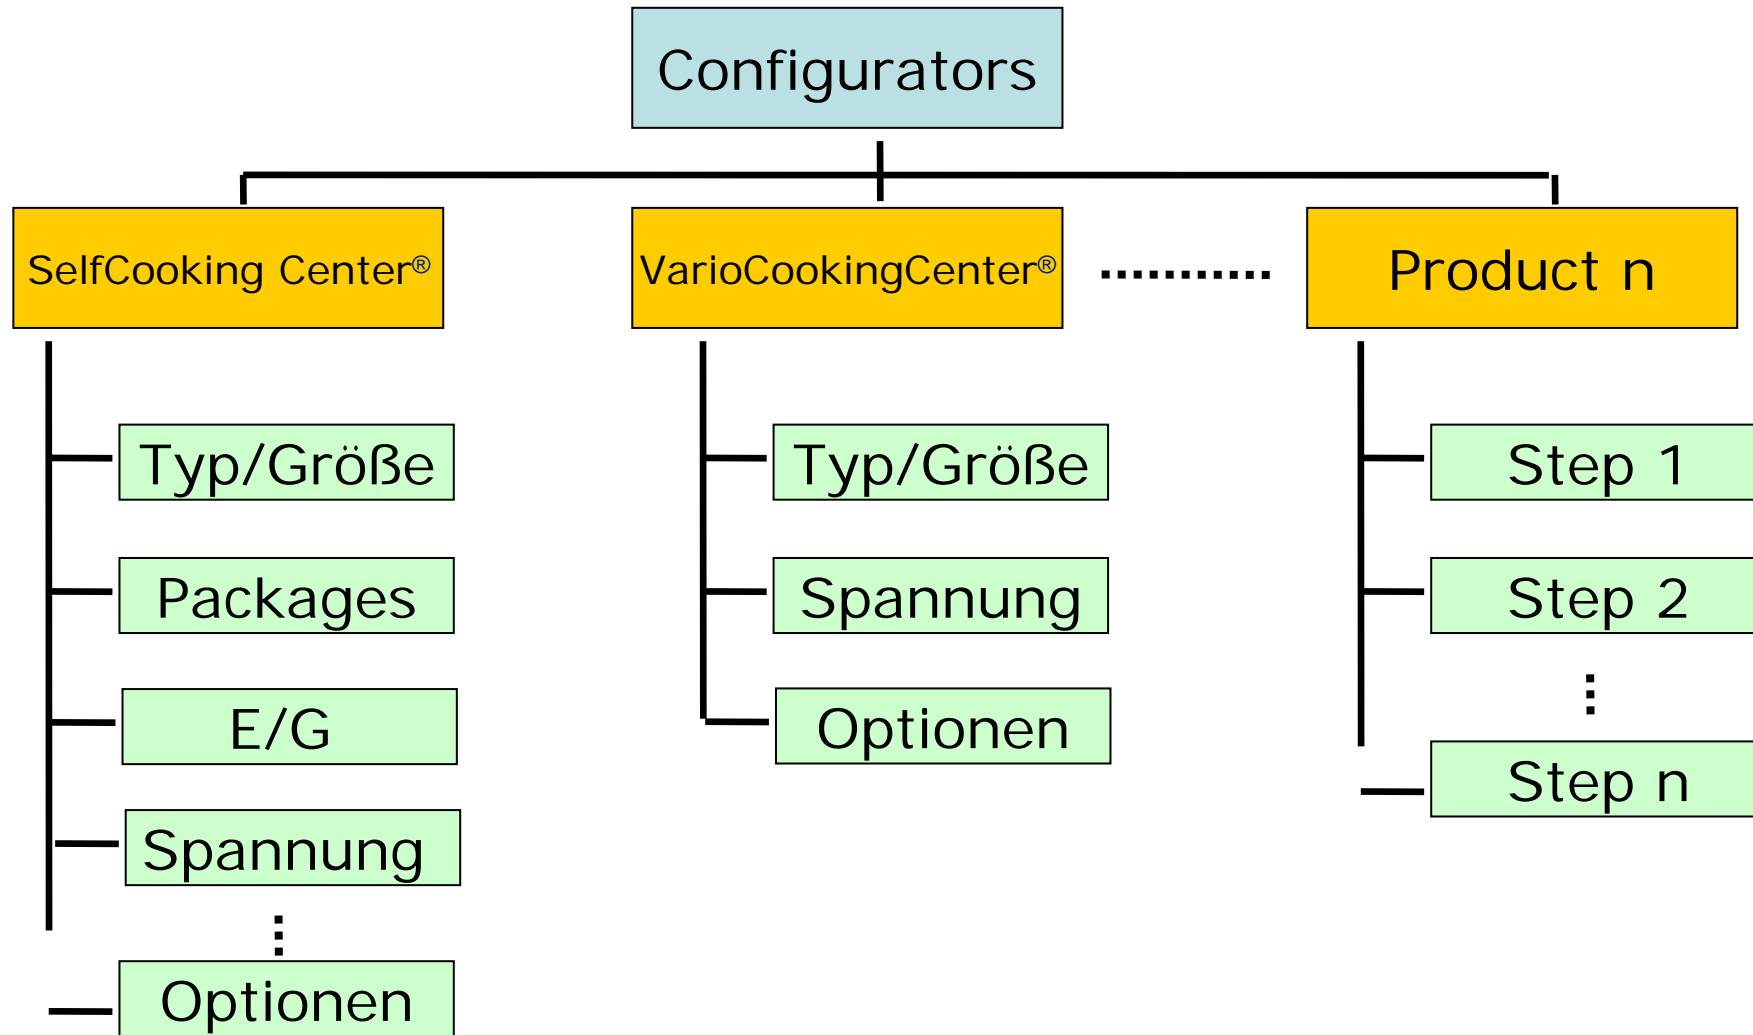 Configurators
SelfCooking Center®
VarioCookingCenter®
Product n
Typ/Größe
Packages
E/G
Spannung
Optionen
Typ/Größe
Spannung
Optionen
Step 1
Step 2
Step n